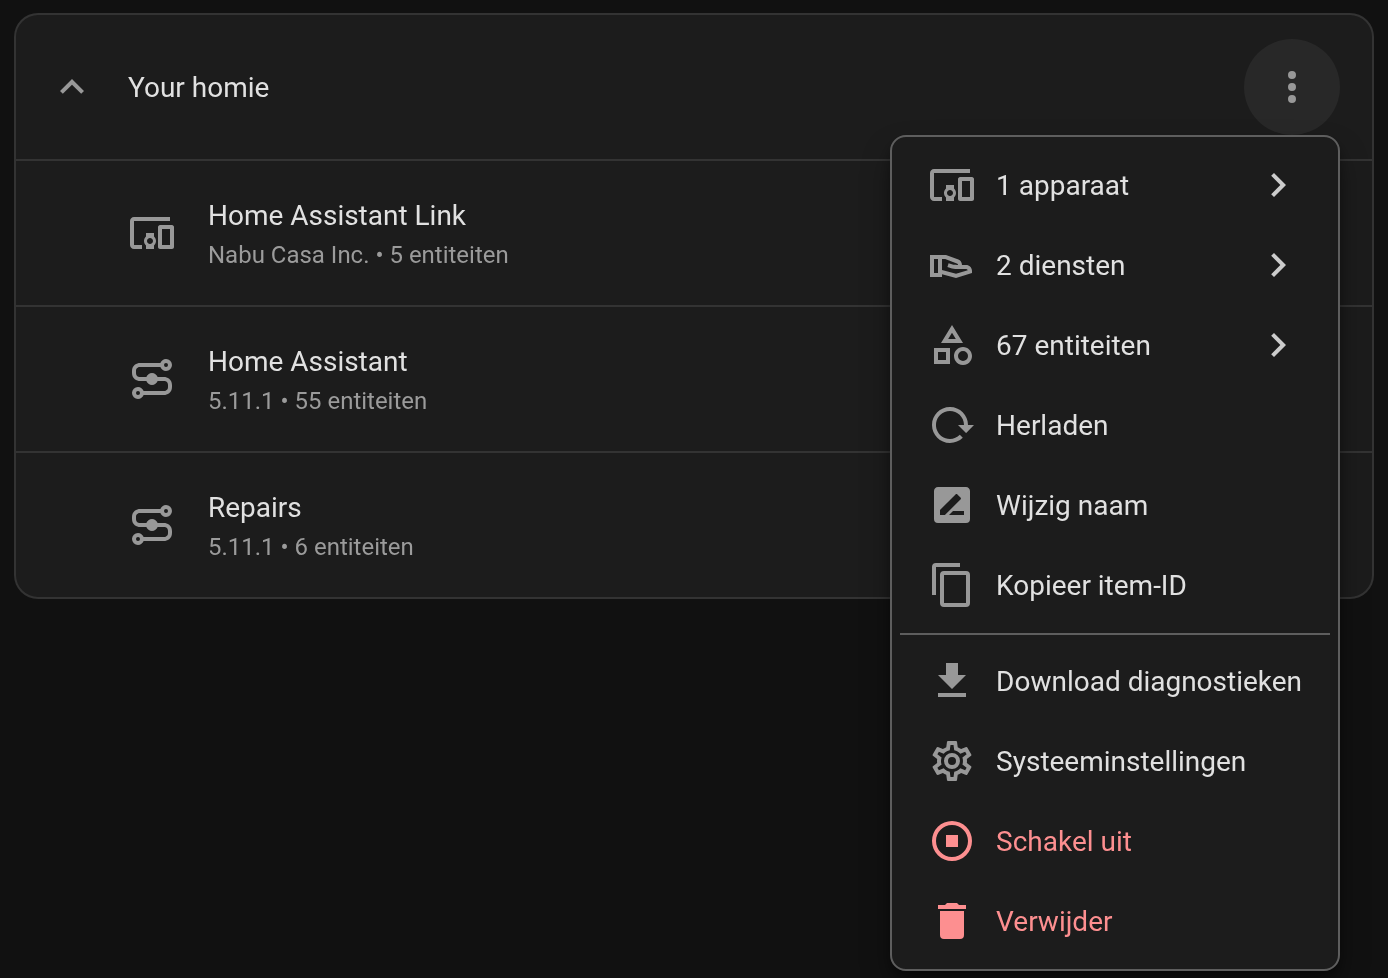 Your homie
Home Assistant Link
Nabu Casa Inc. • 5 entiteiten
Home Assistant
5.11.1 • 55 entiteiten
Repairs
5.11.1 • 6 entiteiten
1 apparaat
2 diensten
67 entiteiten
Herladen
Wijzig naam
Kopieer item-ID
Download diagnostieken
Systeeminstellingen
Schakel uit
Verwijder